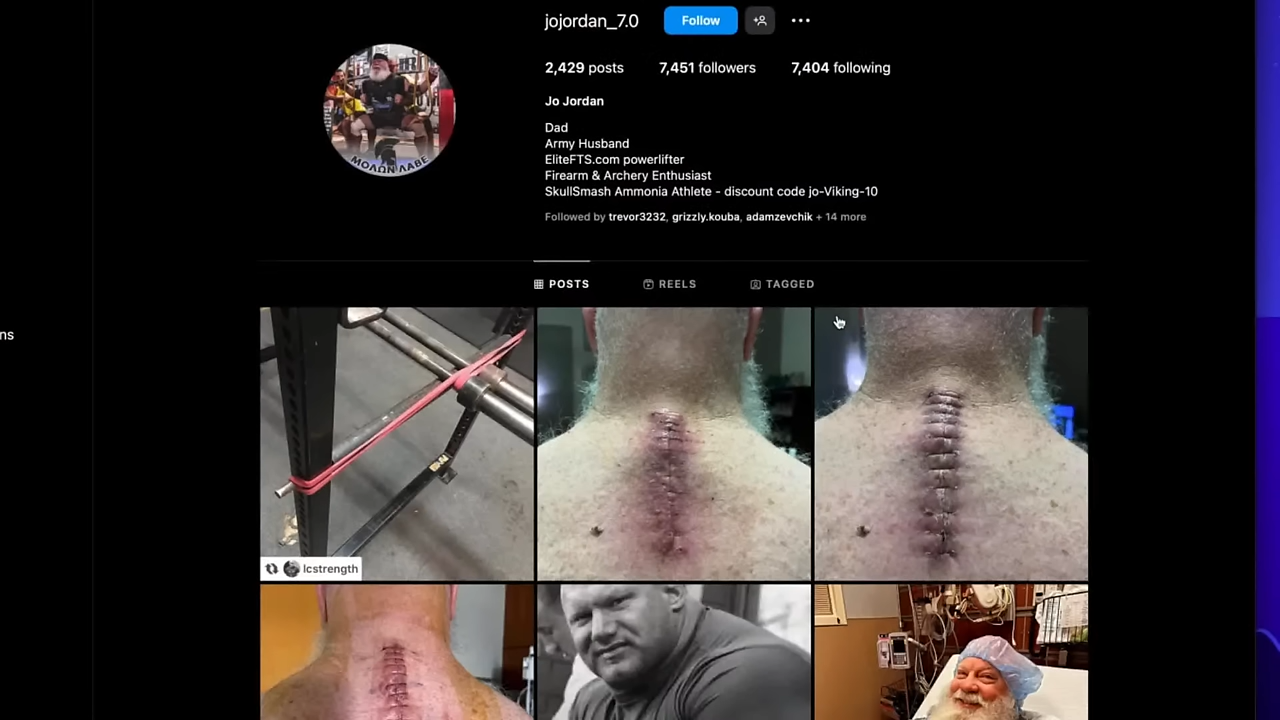 jojordan_7.0 Follow
2,429 posts 7,451 followers 7,404 following
Jo Jordan
Dad
Army Husband
EliteFTS.com powerlifter
Firearm & Archery Enthusiast
SkullSmash Ammonia Athlete - discount code jo-Viking-10
Followed by trevor3232, grizzly.kouba, adamzevchik + 14 more
ΜΟΛΩΝ ΛΑΒΕ
POSTS REELS TAGGED
ns
lcstrength